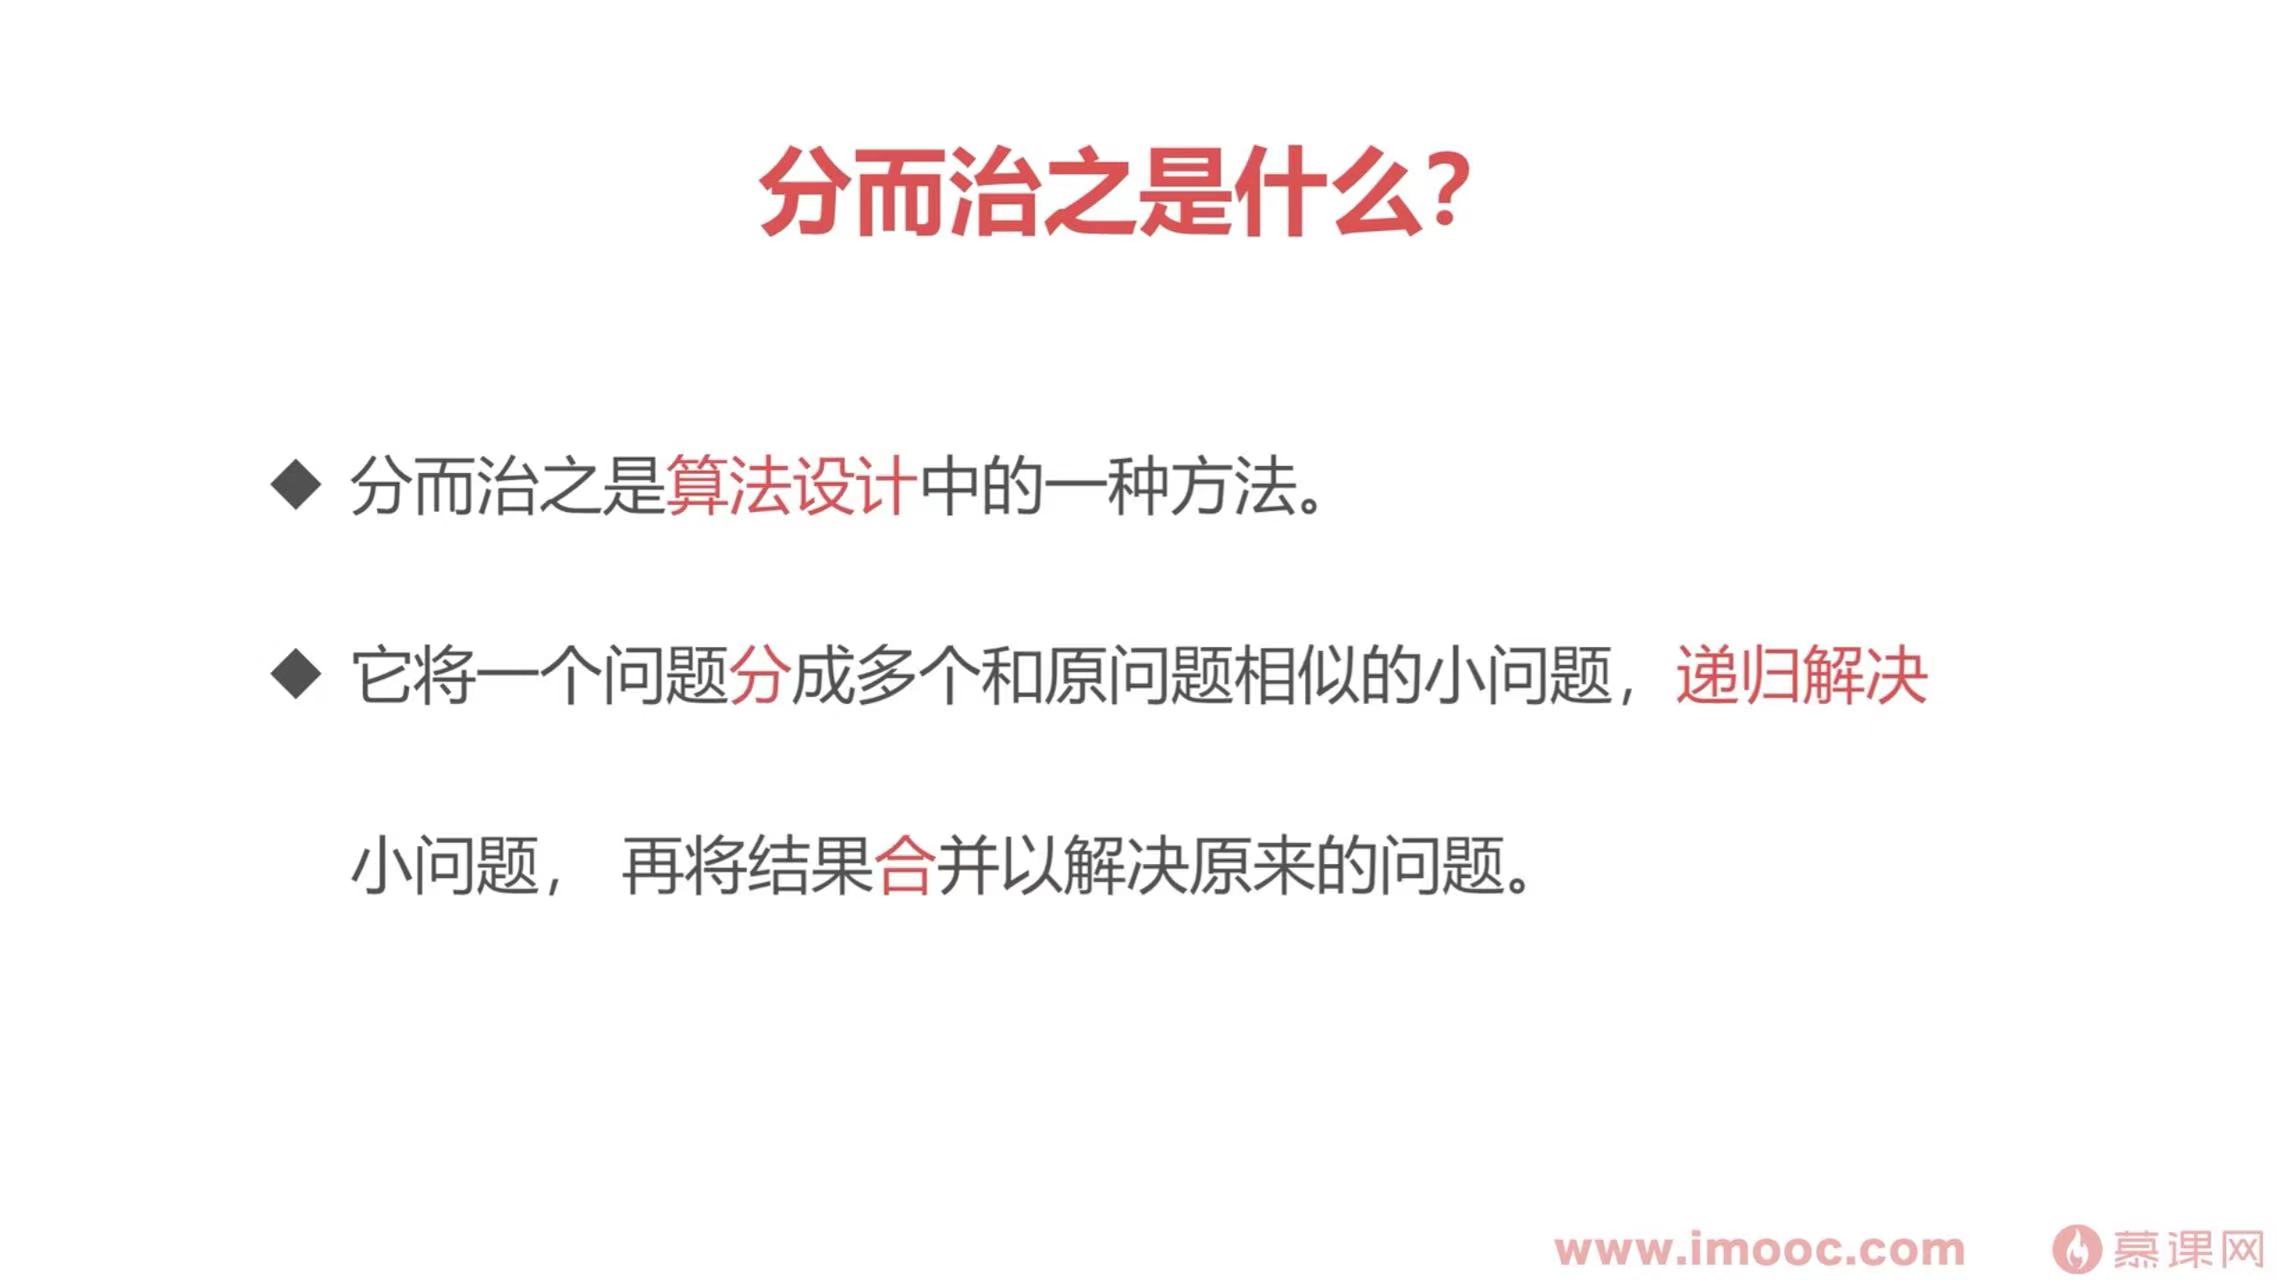 分而治之是什么？
◆ 分而治之是算法设计中的一种方法。
◆ 它将一个问题分成多个和原问题相似的小问题，递归解决
小问题， 再将结果合并以解决原来的问题。
www.imooc.com 慕课网